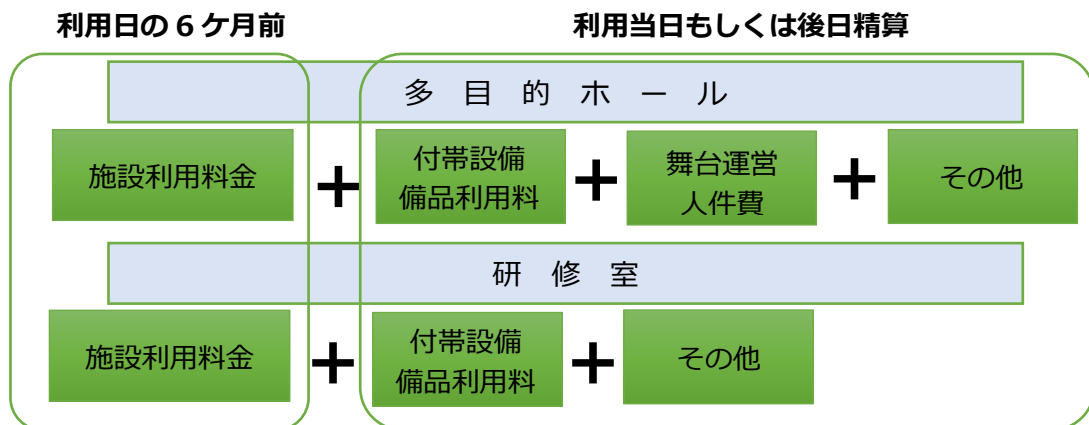 利用日の6ケ月前
利用当日もしくは後日精算
多目的ホール
施設利用料金
+
付帯設備
備品利用料
+
舞台運営
人件費
+
その他
研修室
施設利用料金
+
付帯設備
備品利用料
+
その他